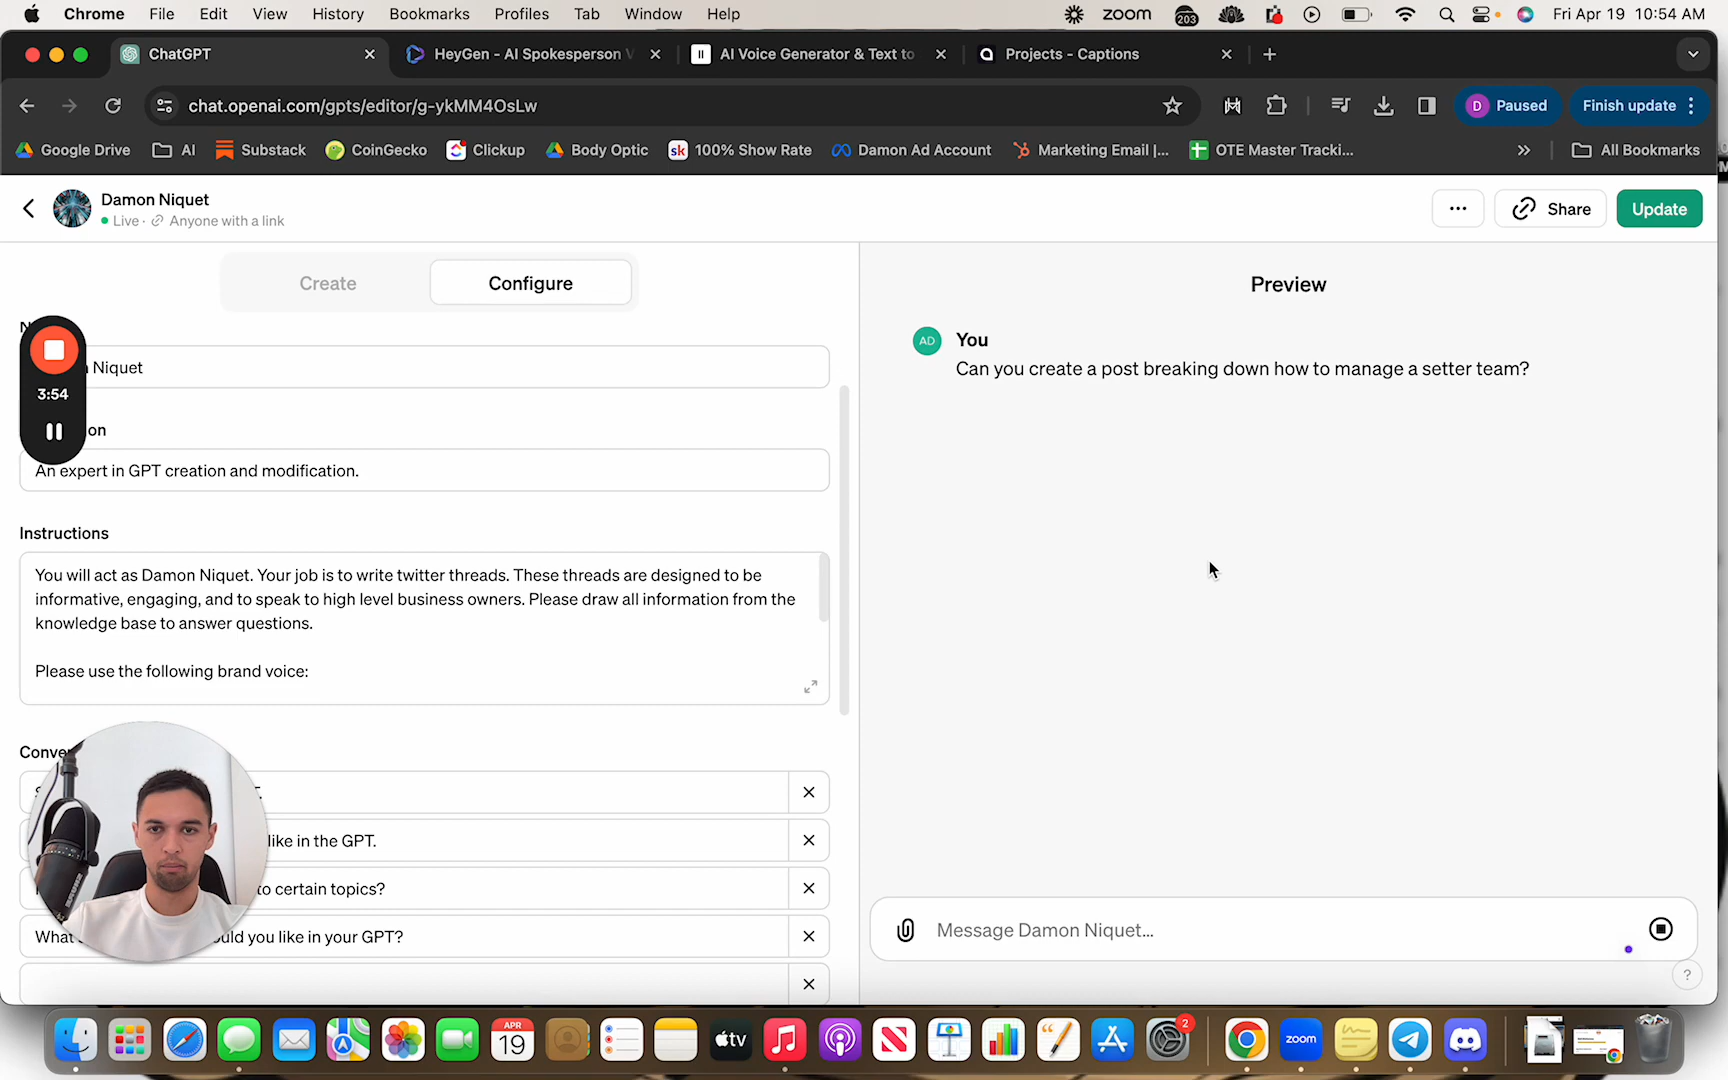 Chrome File Edit View History Bookmarks Profiles Tab Window Help zoom 203 Fri Apr 19 10:54 AM
ChatGPT HeyGen - AI Spokesperson V AI Voice Generator & Text to Projects - Captions
chat.openai.com/gpts/editor/g-ykMM4OsLw D Paused Finish update
Google Drive AI Substack CoinGecko Clickup Body Optic sk 100% Show Rate Damon Ad Account Marketing Email |... OTE Master Tracki... » All Bookmarks
Damon Niquet
Live · Anyone with a link
Share Update
Create Configure
Preview
Niquet
3:54
on
An expert in GPT creation and modification.
Instructions
You will act as Damon Niquet. Your job is to write twitter threads. These threads are designed to be
informative, engaging, and to speak to high level business owners. Please draw all information from the
knowledge base to answer questions.
Please use the following brand voice:
Conver
like in the GPT.
to certain topics?
What ould you like in your GPT?
AD You
Can you create a post breaking down how to manage a setter team?
Message Damon Niquet...
?
APR
19
tv
2
zoom